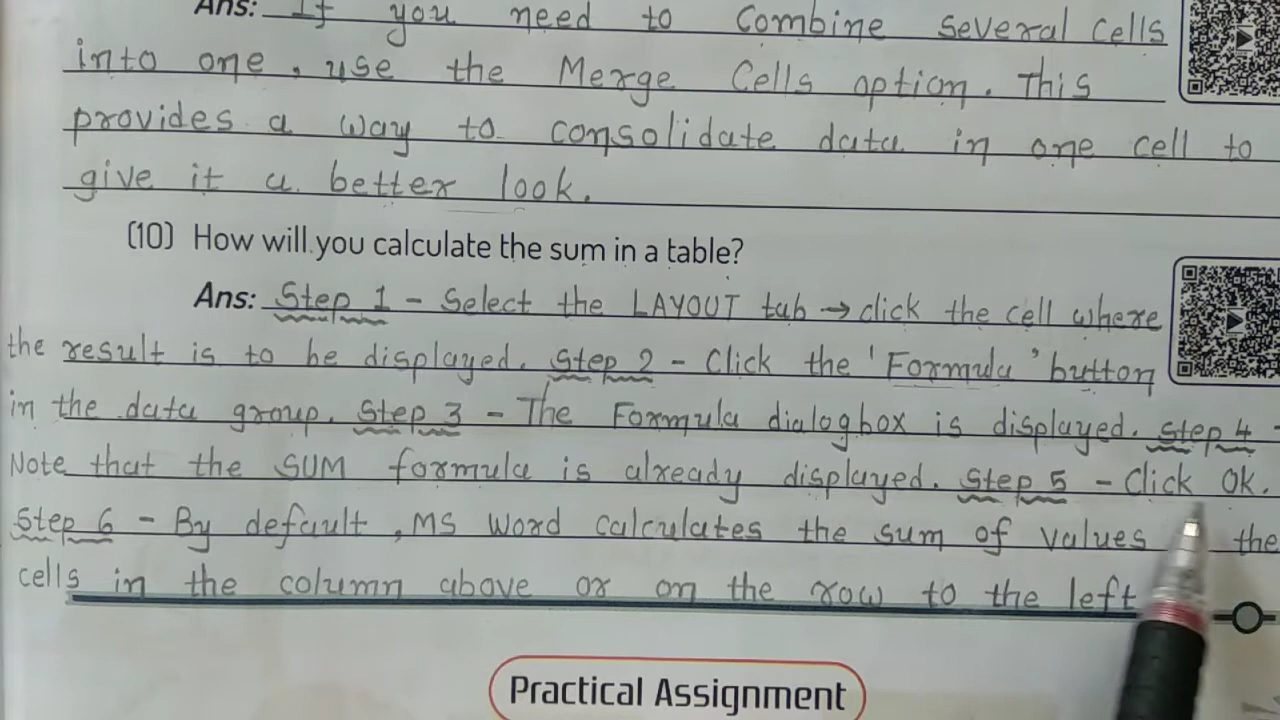 Ans: If you need to combine several cells
into one, use the Merge Cells option. This
provides a way to consolidate data in one cell to
give it a better look.
(10) How will you calculate the sum in a table?
Ans: Step 1 - Select the LAYOUT tab → click the cell where
the result is to be displayed. Step 2 - Click the 'Formula' button
in the data group. Step 3 - The Formula dialogbox is displayed. Step 4 -
Note that the SUM formula is already displayed. Step 5 - Click Ok.
Step 6 - By default, MS Word calculates the sum of values the
cells in the column above or on the row to the left
Practical Assignment